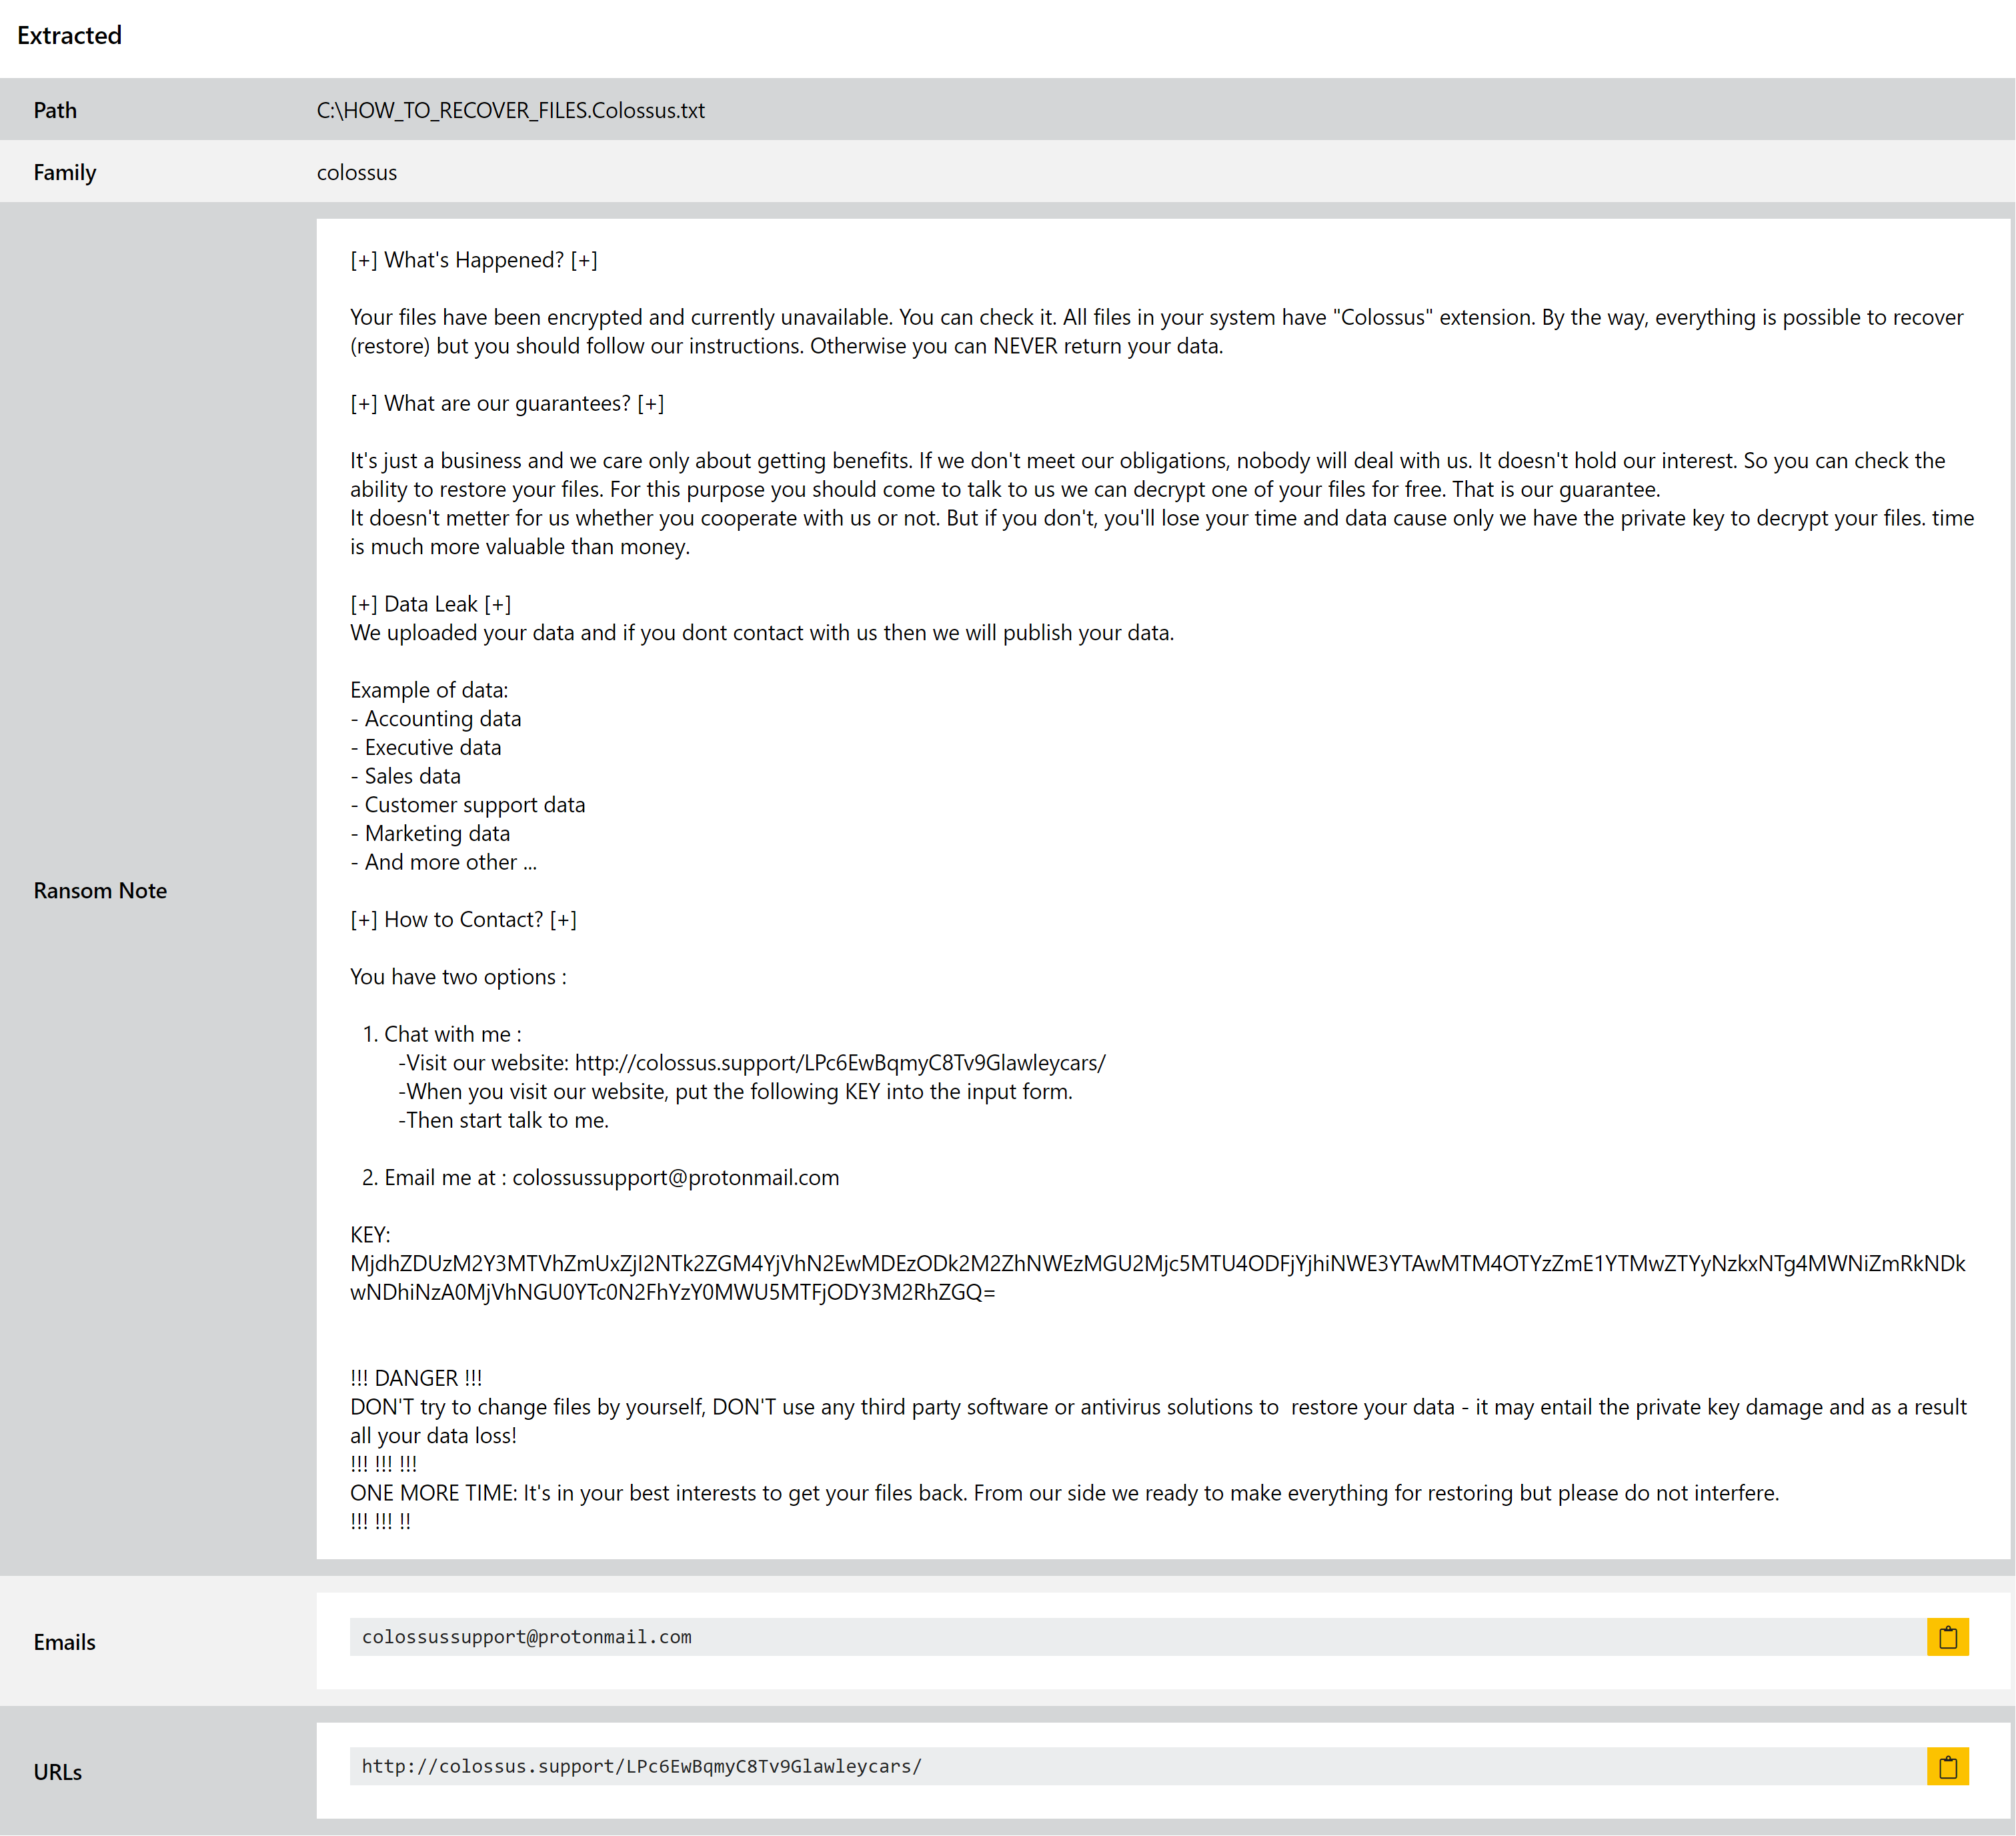 Extracted
Path
C:\HOW_TO_RECOVER_FILES.Colossus.txt
Family
colossus
Ransom Note
[+] What's Happened? [+]
Your files have been encrypted and currently unavailable. You can check it. All files in your system have "Colossus" extension. By the way, everything is possible to recover
(restore) but you should follow our instructions. Otherwise you can NEVER return your data.
[+] What are our guarantees? [+]
It's just a business and we care only about getting benefits. If we don't meet our obligations, nobody will deal with us. It doesn't hold our interest. So you can check the
ability to restore your files. For this purpose you should come to talk to us we can decrypt one of your files for free. That is our guarantee.
It doesn't metter for us whether you cooperate with us or not. But if you don't, you'll lose your time and data cause only we have the private key to decrypt your files. time
is much more valuable than money.
[+] Data Leak [+]
We uploaded your data and if you dont contact with us then we will publish your data.
Example of data:
- Accounting data
- Executive data
- Sales data
- Customer support data
- Marketing data
- And more other ...
[+] How to Contact? [+]
You have two options :
1. Chat with me :
-Visit our website: http://colossus.support/LPc6EwBqmyC8Tv9Glawleycars/
-When you visit our website, put the following KEY into the input form.
-Then start talk to me.
2. Email me at : colossussupport@protonmail.com
KEY:
MjdhZDUzM2Y3MTVhZmUxZjI2NTk2ZGM4YjVhN2EwMDEzODk2M2ZhNWEzMGU2Mjc5MTU4ODFjYjhiNWE3YTAwMTM4OTYzZmE1YTMwZTYyNzkxNTg4MWNiZmRkNDk
wNDhiNzA0MjVhNGU0YTc0N2FhYzY0MWU5MTFjODY3M2RhZGQ=
!!! DANGER !!!
DON'T try to change files by yourself, DON'T use any third party software or antivirus solutions to  restore your data - it may entail the private key damage and as a result
all your data loss!
!!! !!! !!!
ONE MORE TIME: It's in your best interests to get your files back. From our side we ready to make everything for restoring but please do not interfere.
!!! !!! !!
Emails
colossussupport@protonmail.com
URLs
http://colossus.support/LPc6EwBqmyC8Tv9Glawleycars/